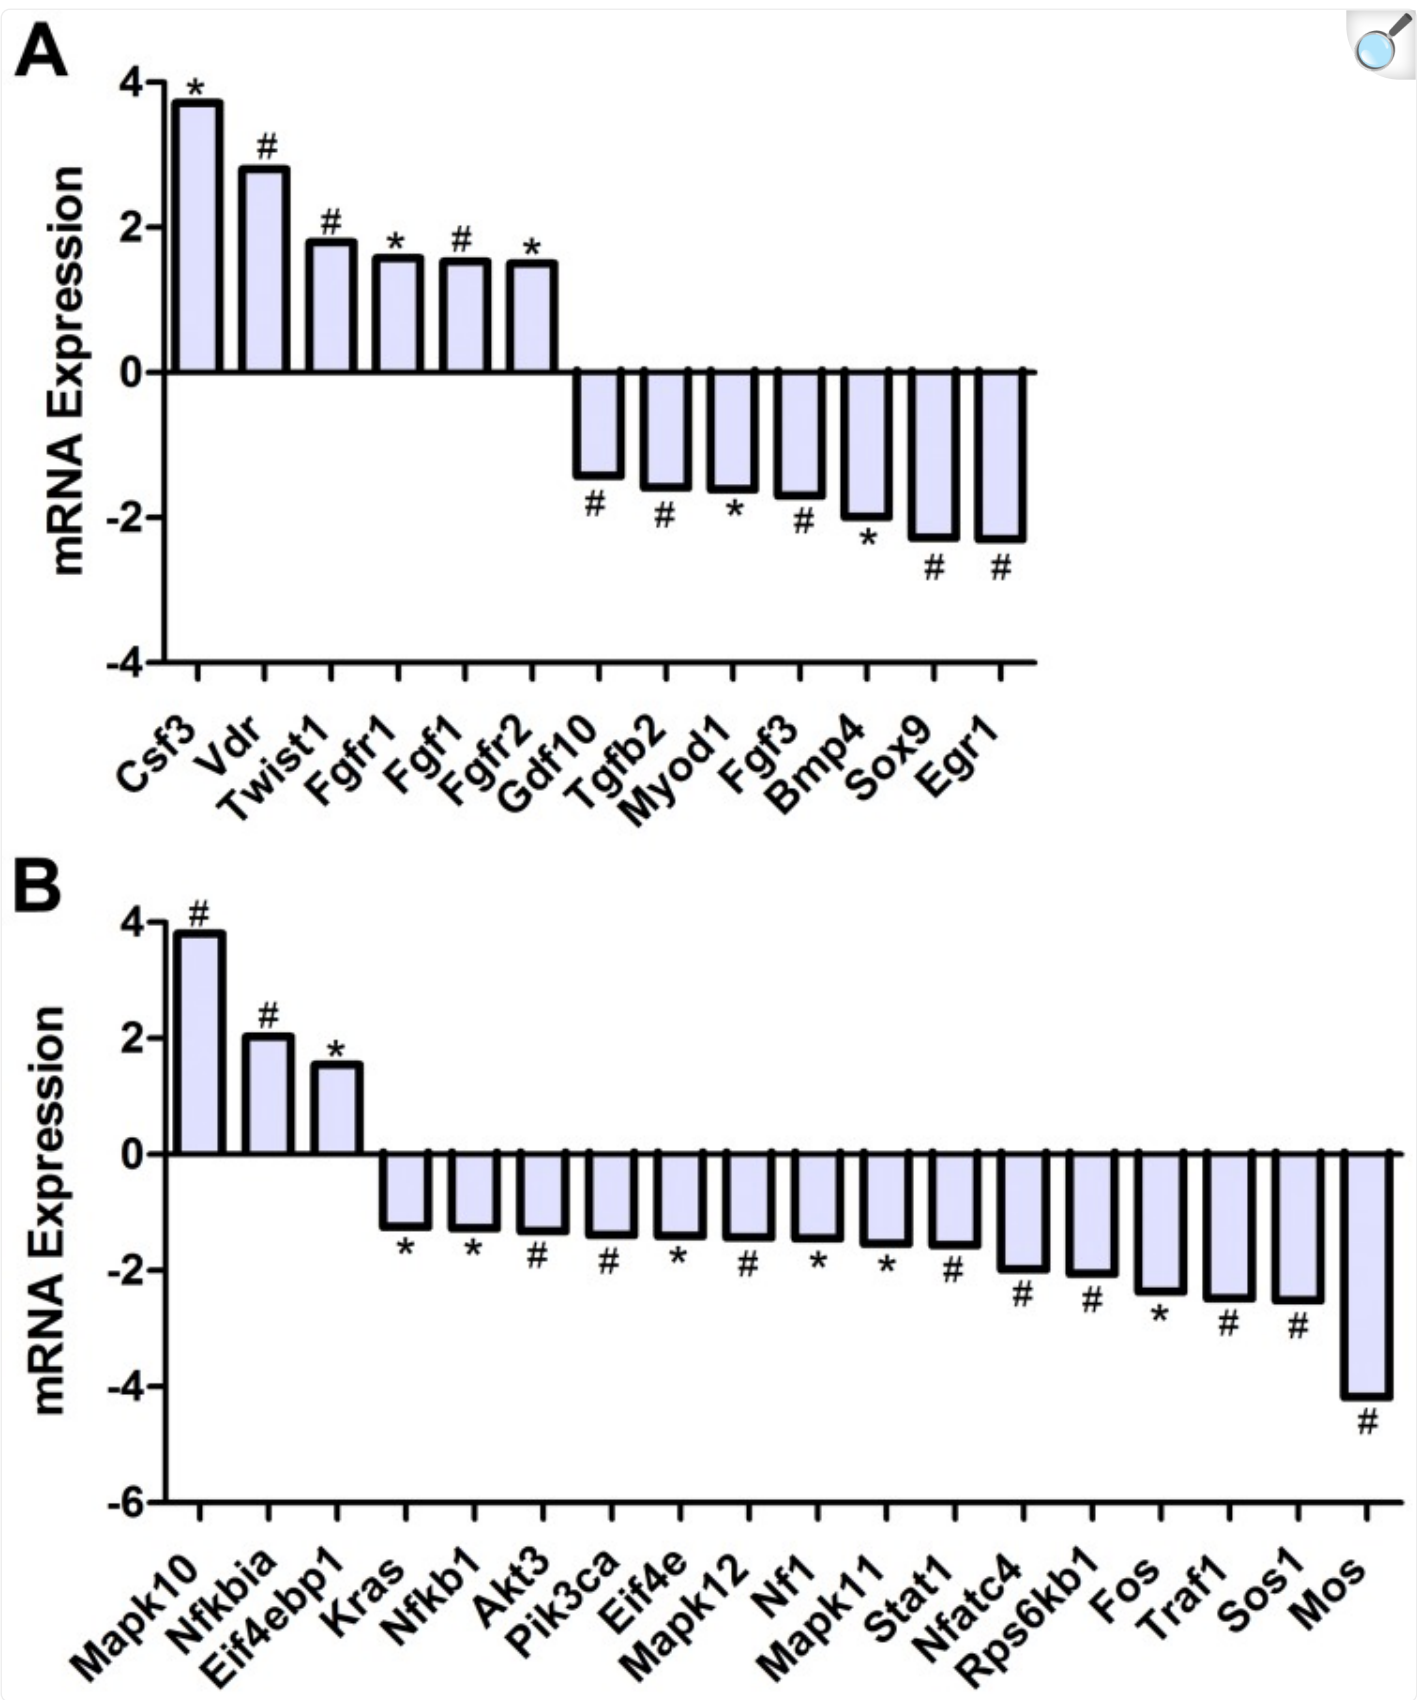 A
mRNA Expression
4
2
0
-2
-4
*
#
#
*
#
*
#
#
*
#
*
#
#
Csf3
Vdr
Twist1
Fgfr1
Fgf1
Fgfr2
Gdf10
Tgfb2
Myod1
Fgf3
Bmp4
Sox9
Egr1
B
mRNA Expression
4
2
0
-2
-4
-6
#
#
*
*
*
#
#
*
#
*
*
#
#
#
*
#
#
#
Mapk10
Nfkbia
Eif4ebp1
Kras
Nfkb1
Akt3
Pik3ca
Eif4e
Mapk12
Nf1
Mapk11
Stat1
Nfatc4
Rps6kb1
Fos
Traf1
Sos1
Mos